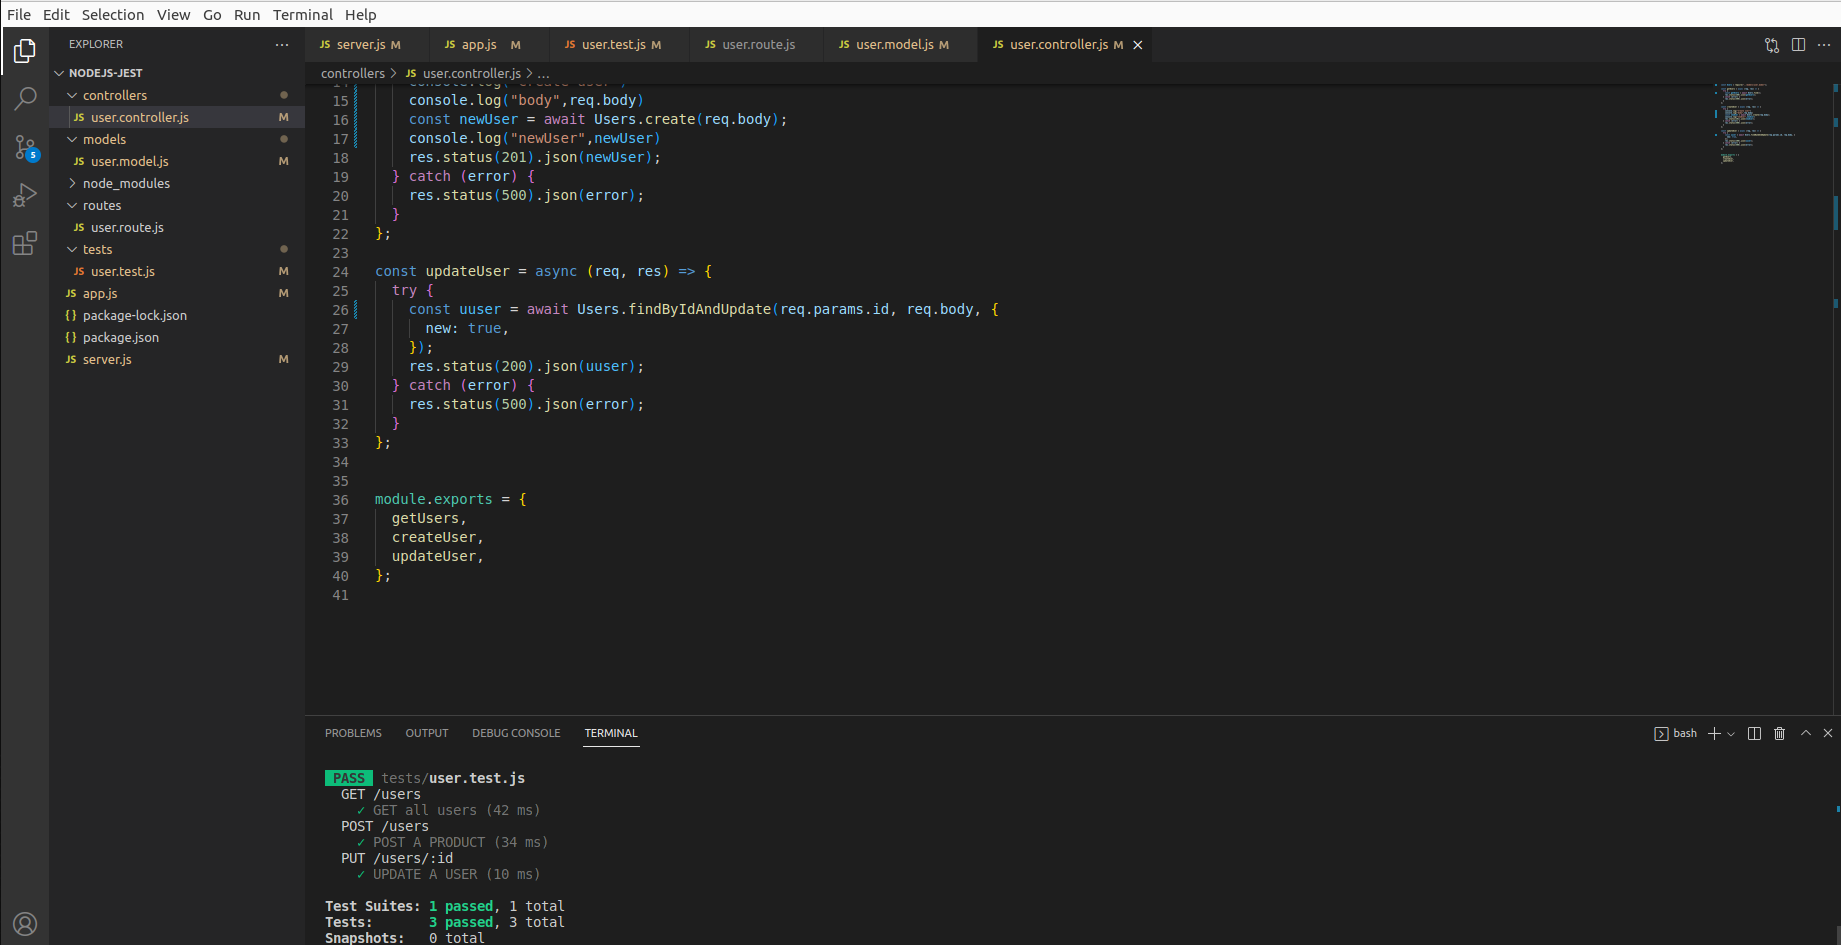 File Edit Selection View Go Run Terminal Help
EXPLORER
NODEJS-JEST
controllers
JS user.controller.js M
models
JS user.model.js M
node_modules
routes
JS user.route.js
tests
JS user.test.js M
JS app.js M
{} package-lock.json
{} package.json
JS server.js M
5
JS server.js M JS app.js M JS user.test.js M JS user.route.js JS user.model.js M JS user.controller.js M
controllers > JS user.controller.js > ...
15 console.log("body",req.body)
16 const newUser = await Users.create(req.body);
17 console.log("newUser",newUser)
18 res.status(201).json(newUser);
19 } catch (error) {
20 res.status(500).json(error);
21 }
22 };
23
24 const updateUser = async (req, res) => {
25 try {
26 const uuser = await Users.findByIdAndUpdate(req.params.id, req.body, {
27 new: true,
28 });
29 res.status(200).json(uuser);
30 } catch (error) {
31 res.status(500).json(error);
32 }
33 };
34
35
36 module.exports = {
37 getUsers,
38 createUser,
39 updateUser,
40 };
41
PROBLEMS OUTPUT DEBUG CONSOLE TERMINAL
bash
PASS tests/user.test.js
GET /users
✓ GET all users (42 ms)
POST /users
✓ POST A PRODUCT (34 ms)
PUT /users/:id
✓ UPDATE A USER (10 ms)
Test Suites: 1 passed, 1 total
Tests: 3 passed, 3 total
Snapshots: 0 total